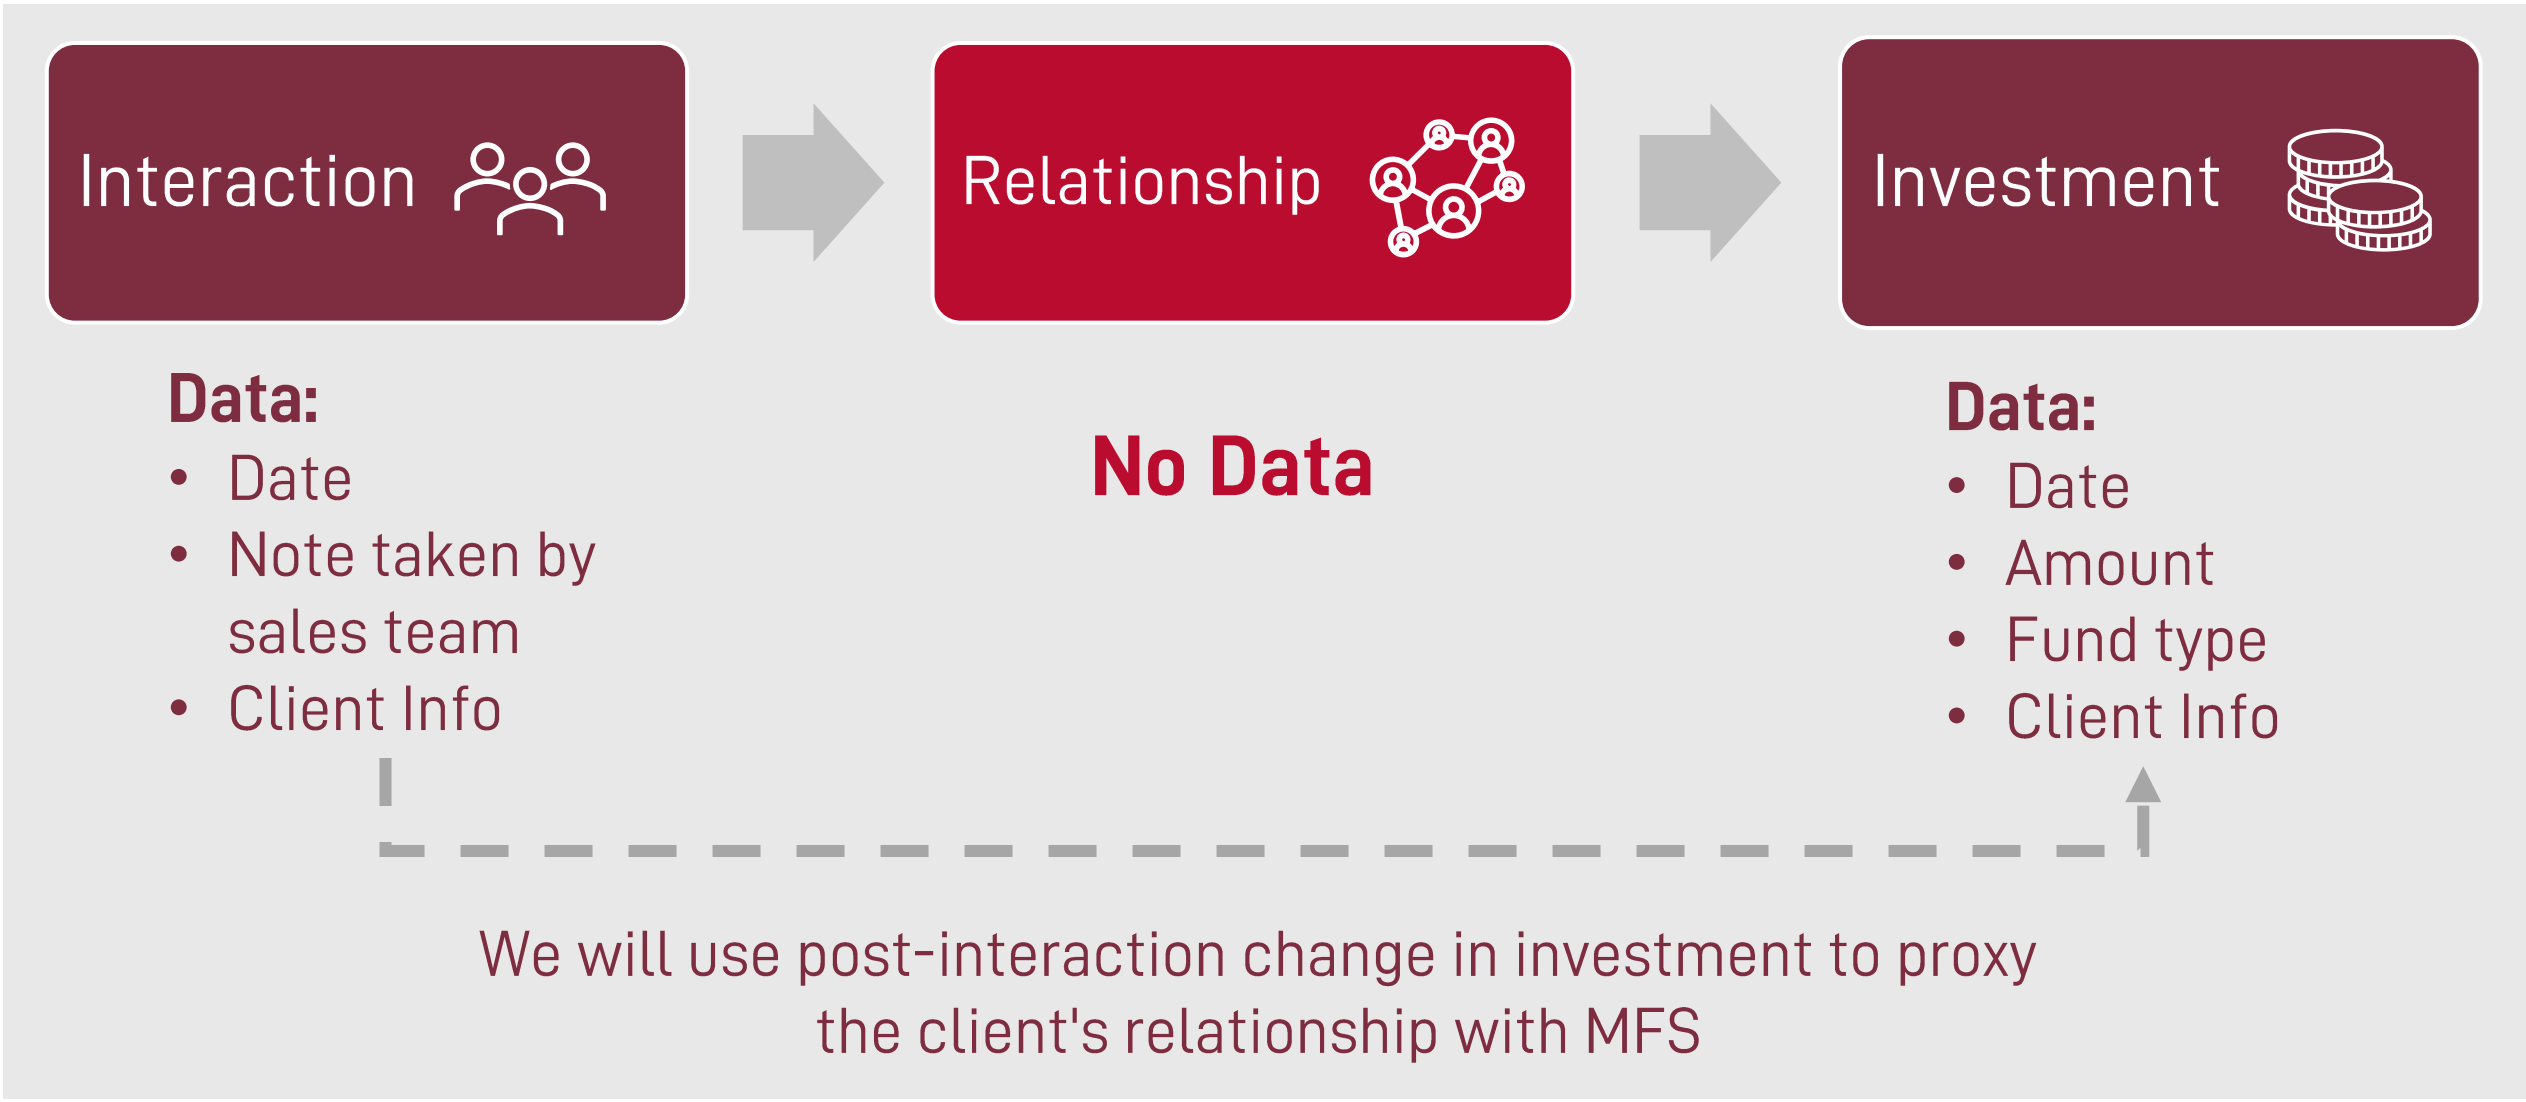 Interaction
Relationship
Investment
Data:
• Date
• Note taken by
sales team
• Client Info
No Data
Data:
• Date
• Amount
• Fund type
• Client Info
We will use post-interaction change in investment to proxy
the client's relationship with MFS